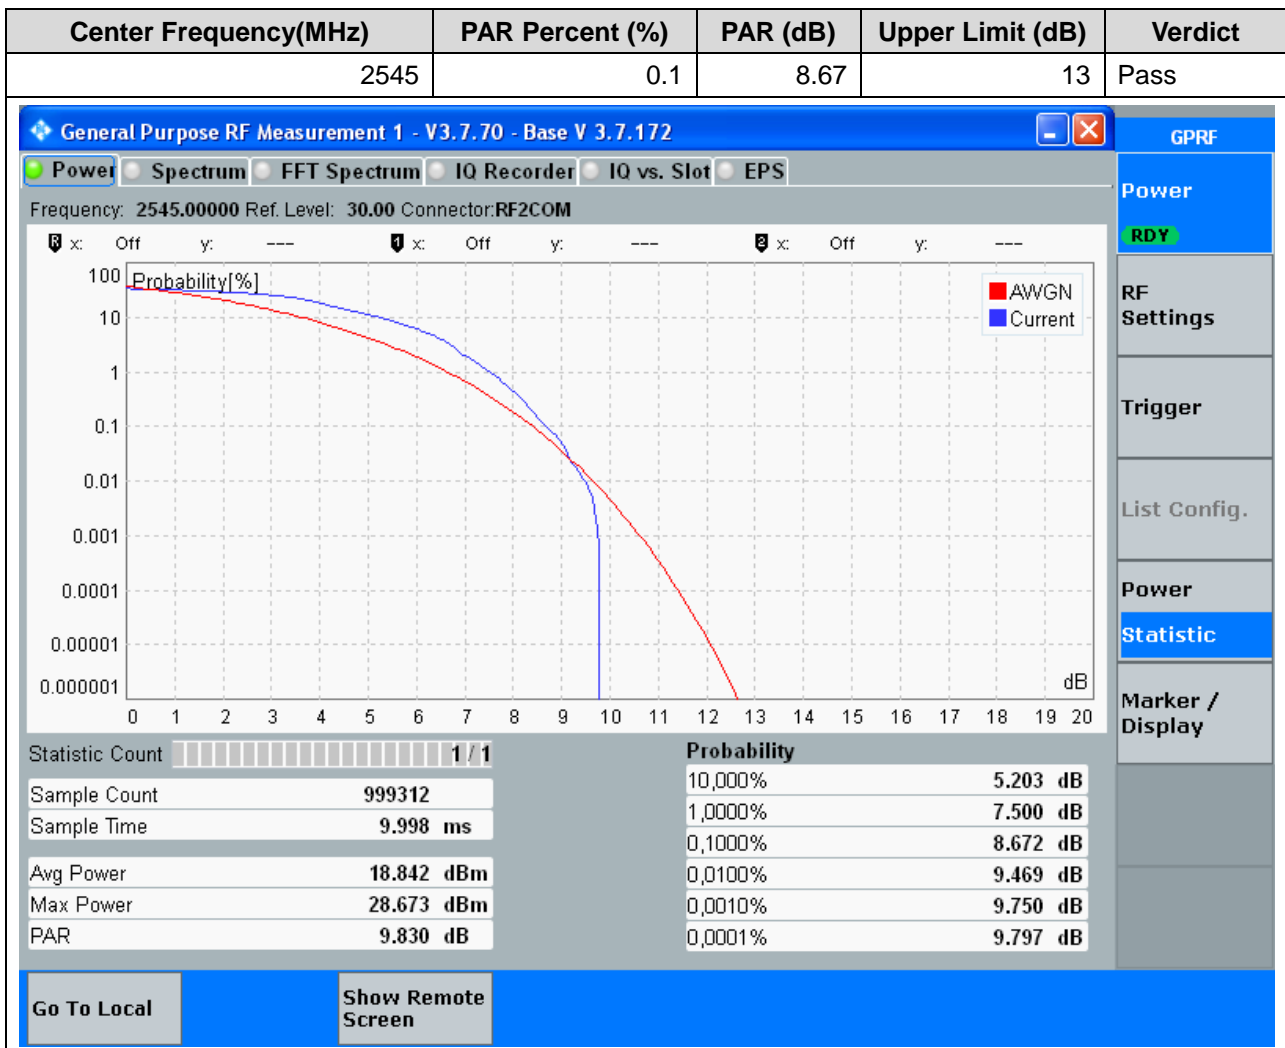 Center Frequency(MHz) PAR Percent (%) PAR (dB) Upper Limit (dB) Verdict
2545 0.1 8.67 13 Pass
General Purpose RF Measurement 1 - V3.7.70 - Base V 3.7.172
GPRF
Power Spectrum FFT Spectrum IQ Recorder IQ vs. Slot EPS
Power
RDY
Frequency: 2545.00000 Ref. Level: 30.00 Connector:RF2COM
R x: Off y: --- 1 x: Off y: --- 2 x: Off y: ---
Probability[%]
AWGN
Current
100
10
1
0.1
0.01
0.001
0.0001
0.00001
0.000001
dB
0 1 2 3 4 5 6 7 8 9 10 11 12 13 14 15 16 17 18 19 20
RF
Settings
Trigger
List Config.
Power
Statistic
Marker /
Display
Statistic Count 1 / 1
Sample Count 999312
Sample Time 9.998 ms
Avg Power 18.842 dBm
Max Power 28.673 dBm
PAR 9.830 dB
Probability
10,000% 5.203 dB
1,0000% 7.500 dB
0,1000% 8.672 dB
0,0100% 9.469 dB
0,0010% 9.750 dB
0,0001% 9.797 dB
Go To Local
Show Remote
Screen